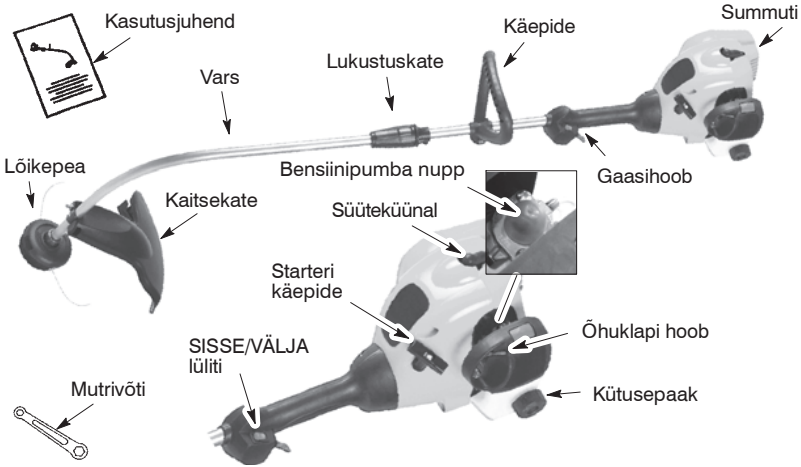 Kasutusjuhend
Käepide
Summuti
Lukustuskate
Vars
Bensiinipumba nupp
Gaasihoob
Lõikepea
Kaitsekate
Süüteküünal
Starteri
käepide
Õhuklapi hoob
SISSE/VÄLJA
lüliti
Mutrivõti
Kütusepaak